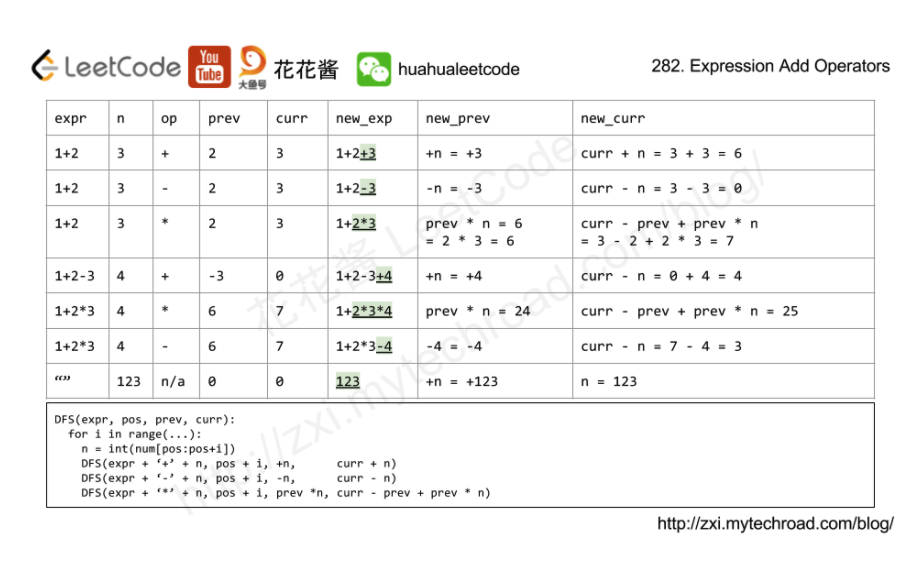 LeetCode You Tube 大鱼号 花花酱 huahualeetcode 282. Expression Add Operators
expr n op prev curr new_exp new_prev new_curr
1+2 3 + 2 3 1+2+3 +n = +3 curr + n = 3 + 3 = 6
1+2 3 - 2 3 1+2-3 -n = -3 curr - n = 3 - 3 = 0
1+2 3 * 2 3 1+2*3 prev * n = 6 curr - prev + prev * n
= 2 * 3 = 6 = 3 - 2 + 2 * 3 = 7
1+2-3 4 + -3 0 1+2-3+4 +n = +4 curr - n = 0 + 4 = 4
1+2*3 4 * 6 7 1+2*3*4 prev * n = 24 curr - prev + prev * n = 25
1+2*3 4 - 6 7 1+2*3-4 -4 = -4 curr - n = 7 - 4 = 3
“” 123 n/a 0 0 123 +n = +123 n = 123
DFS(expr, pos, prev, curr):
for i in range(...):
n = int(num[pos:pos+i])
DFS(expr + ‘+’ + n, pos + i, +n, curr + n)
DFS(expr + ‘-’ + n, pos + i, -n, curr - n)
DFS(expr + ‘*’ + n, pos + i, prev *n, curr - prev + prev * n)
花花酱 LeetCode
http://zxi.mytechroad.com/blog/
http://zxi.mytechroad.com/blog/